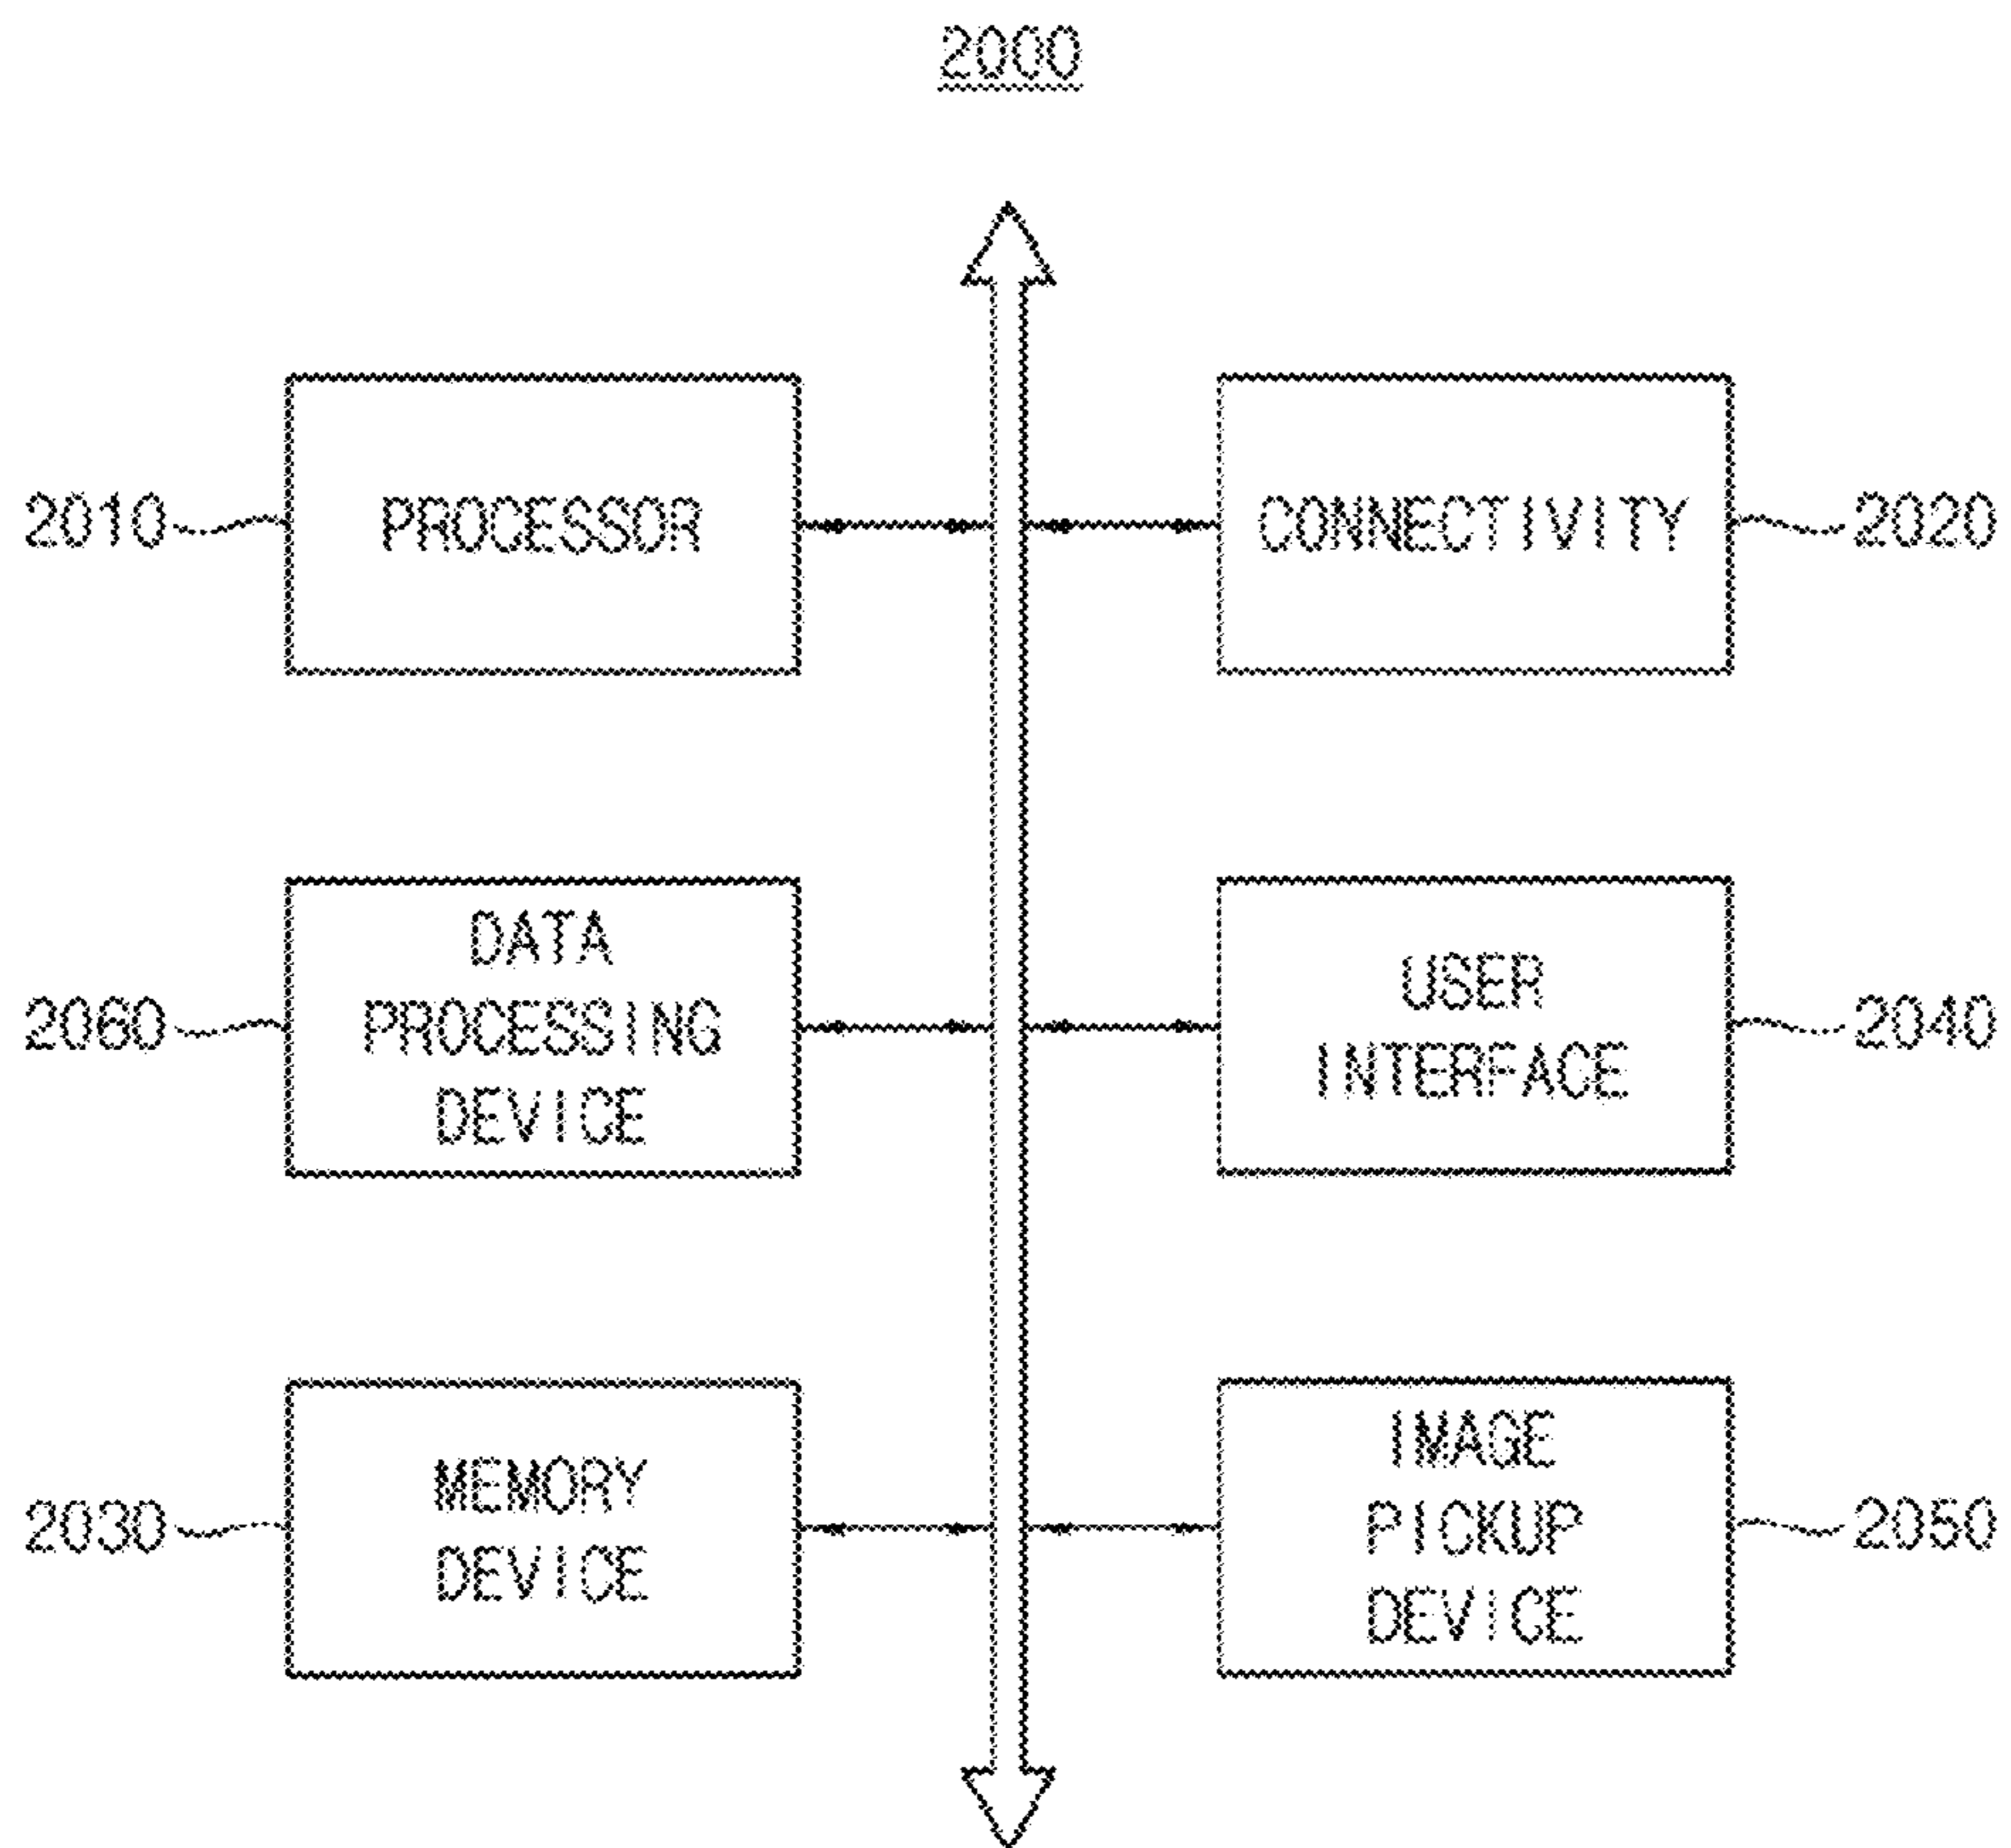 2000
2010
PROCESSOR
CONNECTIVITY
2020
2060
DATA
PROCESSING
DEVICE
USER
INTERFACE
2040
2030
MEMORY
DEVICE
IMAGE
PICKUP
DEVICE
2050